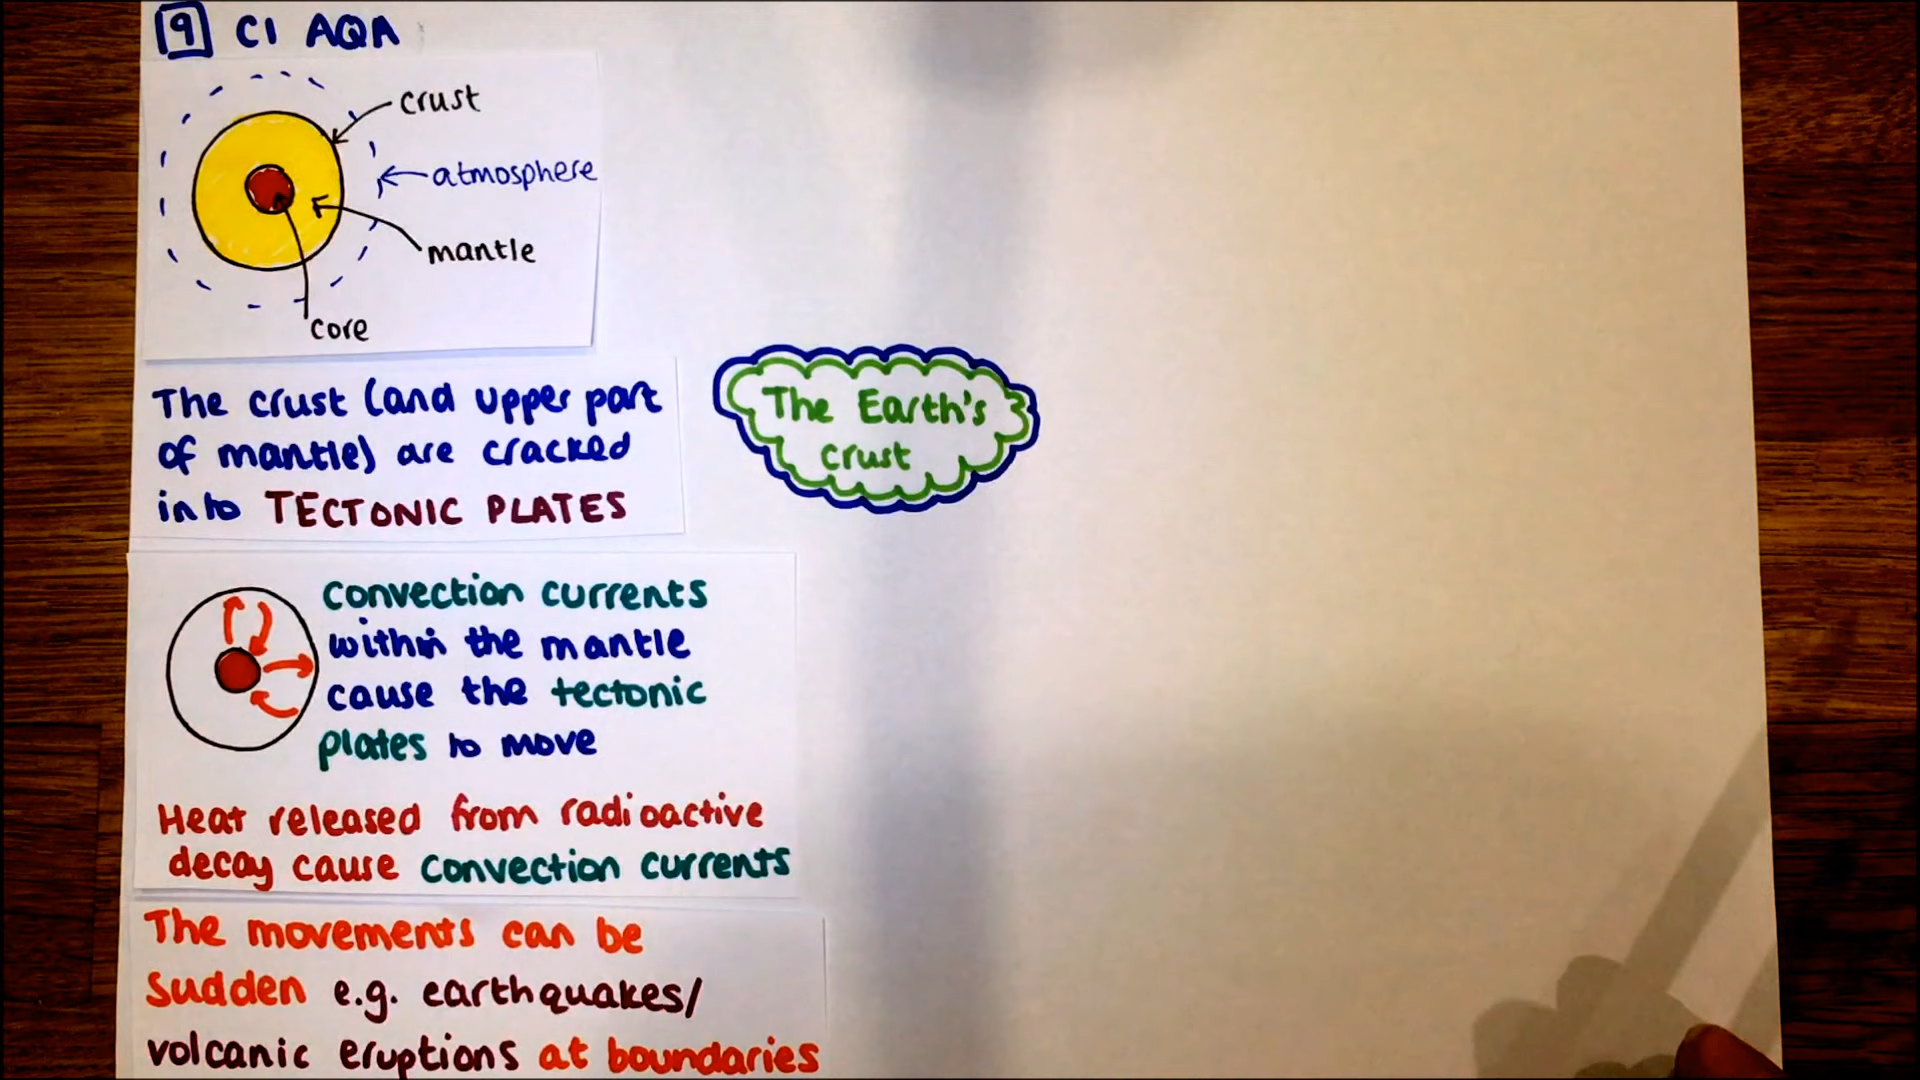 9 C1 AQA
crust
atmosphere
mantle
core
The crust (and upper part
of mantle) are cracked
into TECTONIC PLATES
The Earth's
crust
Convection currents
within the mantle
cause the tectonic
plates to move
Heat released from radioactive
decay cause convection currents
The movements can be
sudden e.g. earthquakes/
volcanic eruptions at boundaries